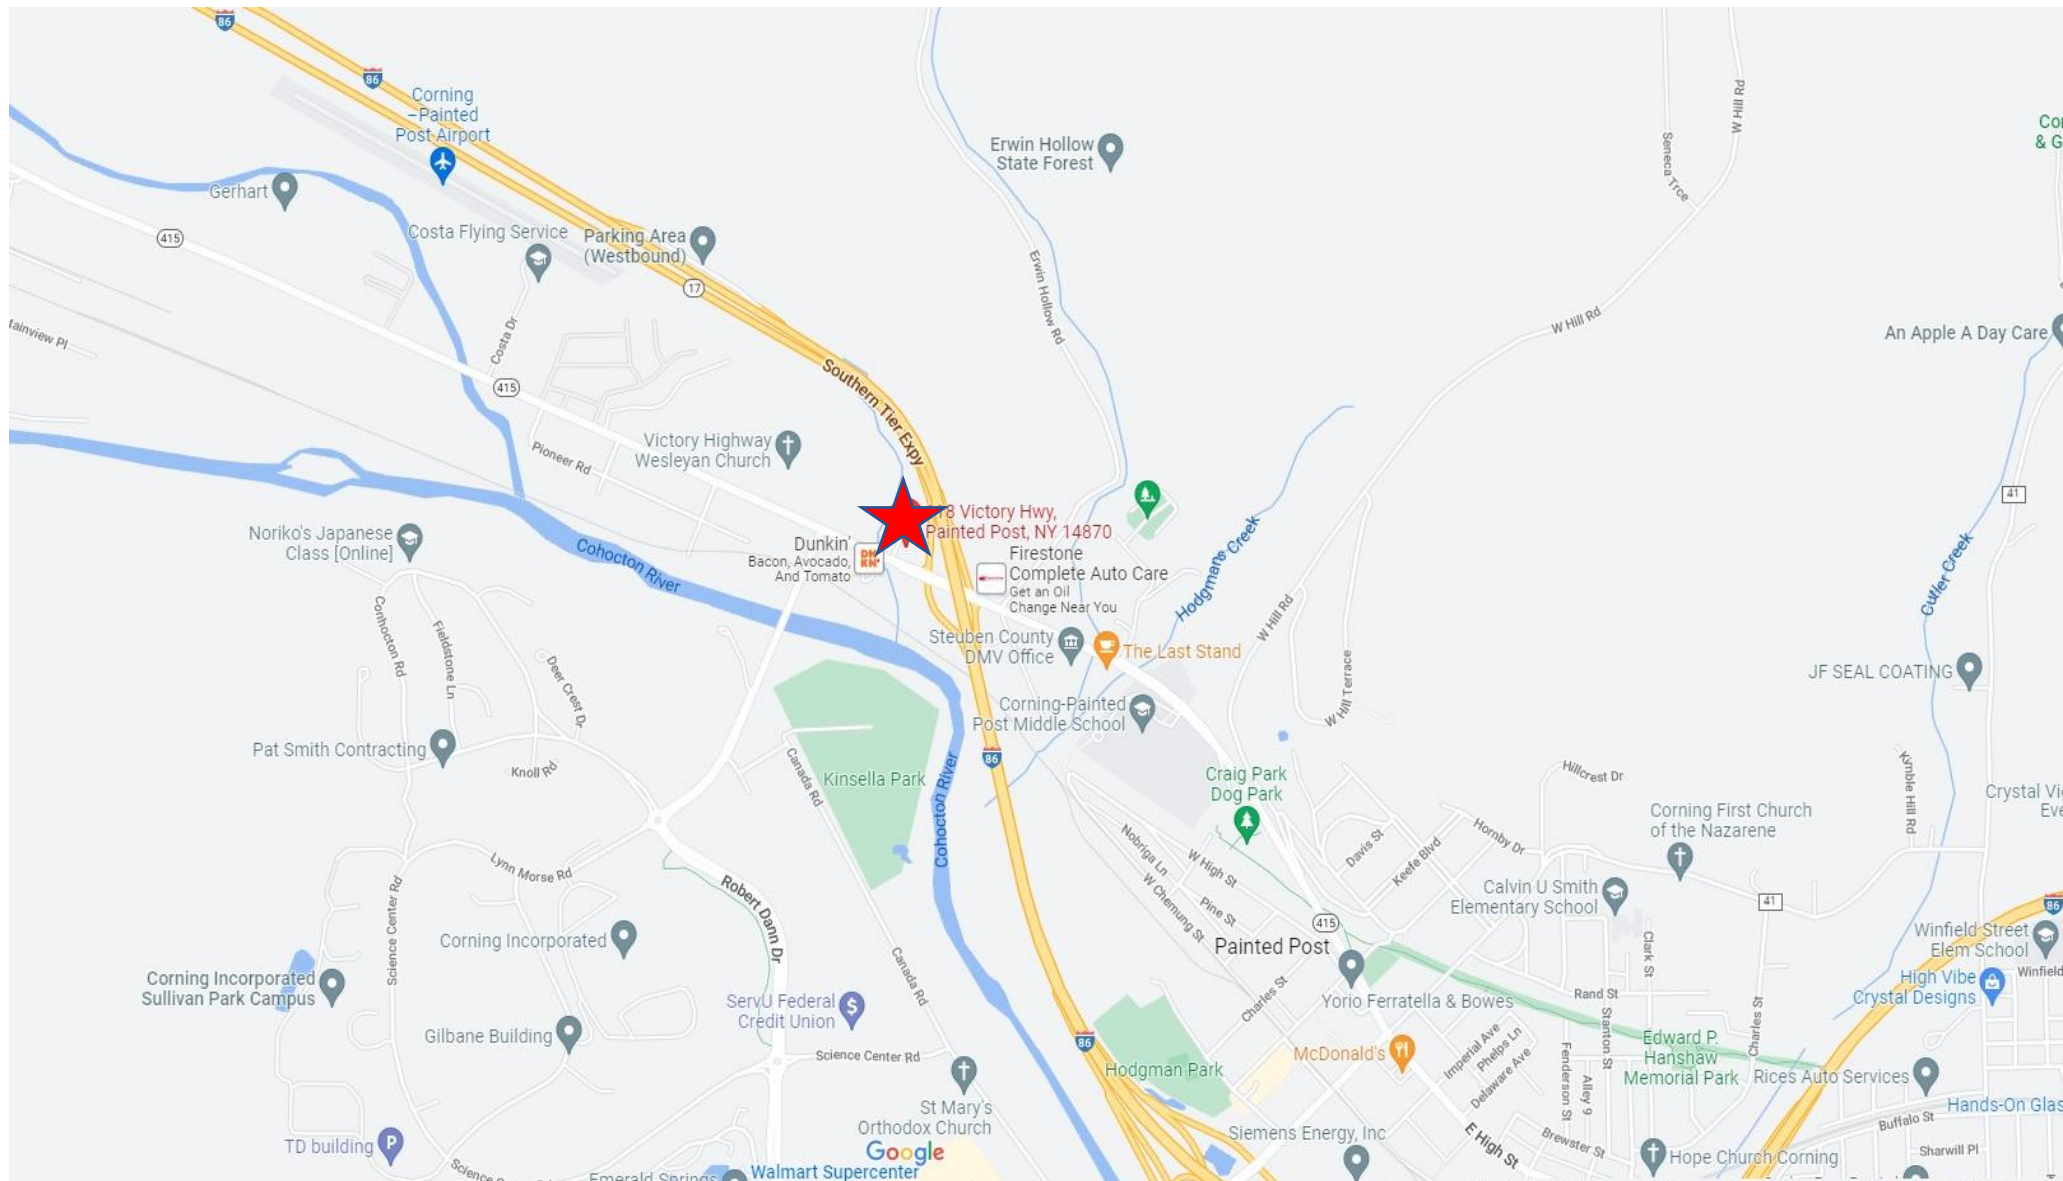 86
86
Corning
–Painted
Post Airport
Gerhart
415
Costa Flying Service
Parking Area
(Westbound)
17
Erwin Hollow
State Forest
Erwin Hollow Rd
Seneca Trce
W Hill Rd
W Hill Rd
An Apple A Day Care
Costa Dr
415
Southern Tier Expy
Victory Highway
Wesleyan Church
Pioneer Rd
Victory Hwy,
Painted Post, NY 14870
Noriko's Japanese
Class [Online]
Cohocton River
Dunkin'
Bacon, Avocado,
And Tomato
DN
KN'
Firestone
Complete Auto Care
Get an Oil
Change Near You
Hodgmans Creek
41
Cutler Creek
Steuben County
DMV Office
The Last Stand
W Hill Rd
W Hill Terrace
JF SEAL COATING
Conhocton Rd
Fieldstone Ln
Deer Crest Dr
Corning-Painted
Post Middle School
Pat Smith Contracting
Knoll Rd
Canada Rd
Kinsella Park
Cohocton River
86
Craig Park
Dog Park
Hillcrest Dr
Kymble Hill Rd
Corning First Church
of the Nazarene
Nobriga Ln
W High St
W Chemung St
Pine St
Davis St
Keefe Blvd
Hornby Dr
Calvin U Smith
Elementary School
41
86
Lynn Morse Rd
Robert Dann Dr
Science Center Rd
Corning Incorporated
415
Painted Post
Clark St
Winfield Street
Elem School
Winfield
Corning Incorporated
Sullivan Park Campus
Canada Rd
High Vibe
Crystal Designs
Charles St
Yorio Ferratella & Bowes
Rand St
Stanton St
Charles St
ServU Federal
Credit Union
Gilbane Building
86
Science Center Rd
Hodgman Park
McDonald's
Imperial Ave
Phelps Ln
Delaware Ave
Fenderson St
Alley 9
Edward P.
Hanshaw
Memorial Park
Rices Auto Services
St Mary's
Orthodox Church
Buffalo St
TD building
P
Google
Siemens Energy, Inc
E High St
Brewster St
Hope Church Corning
Sharwill Pl
Walmart Supercenter
Emerald Springs